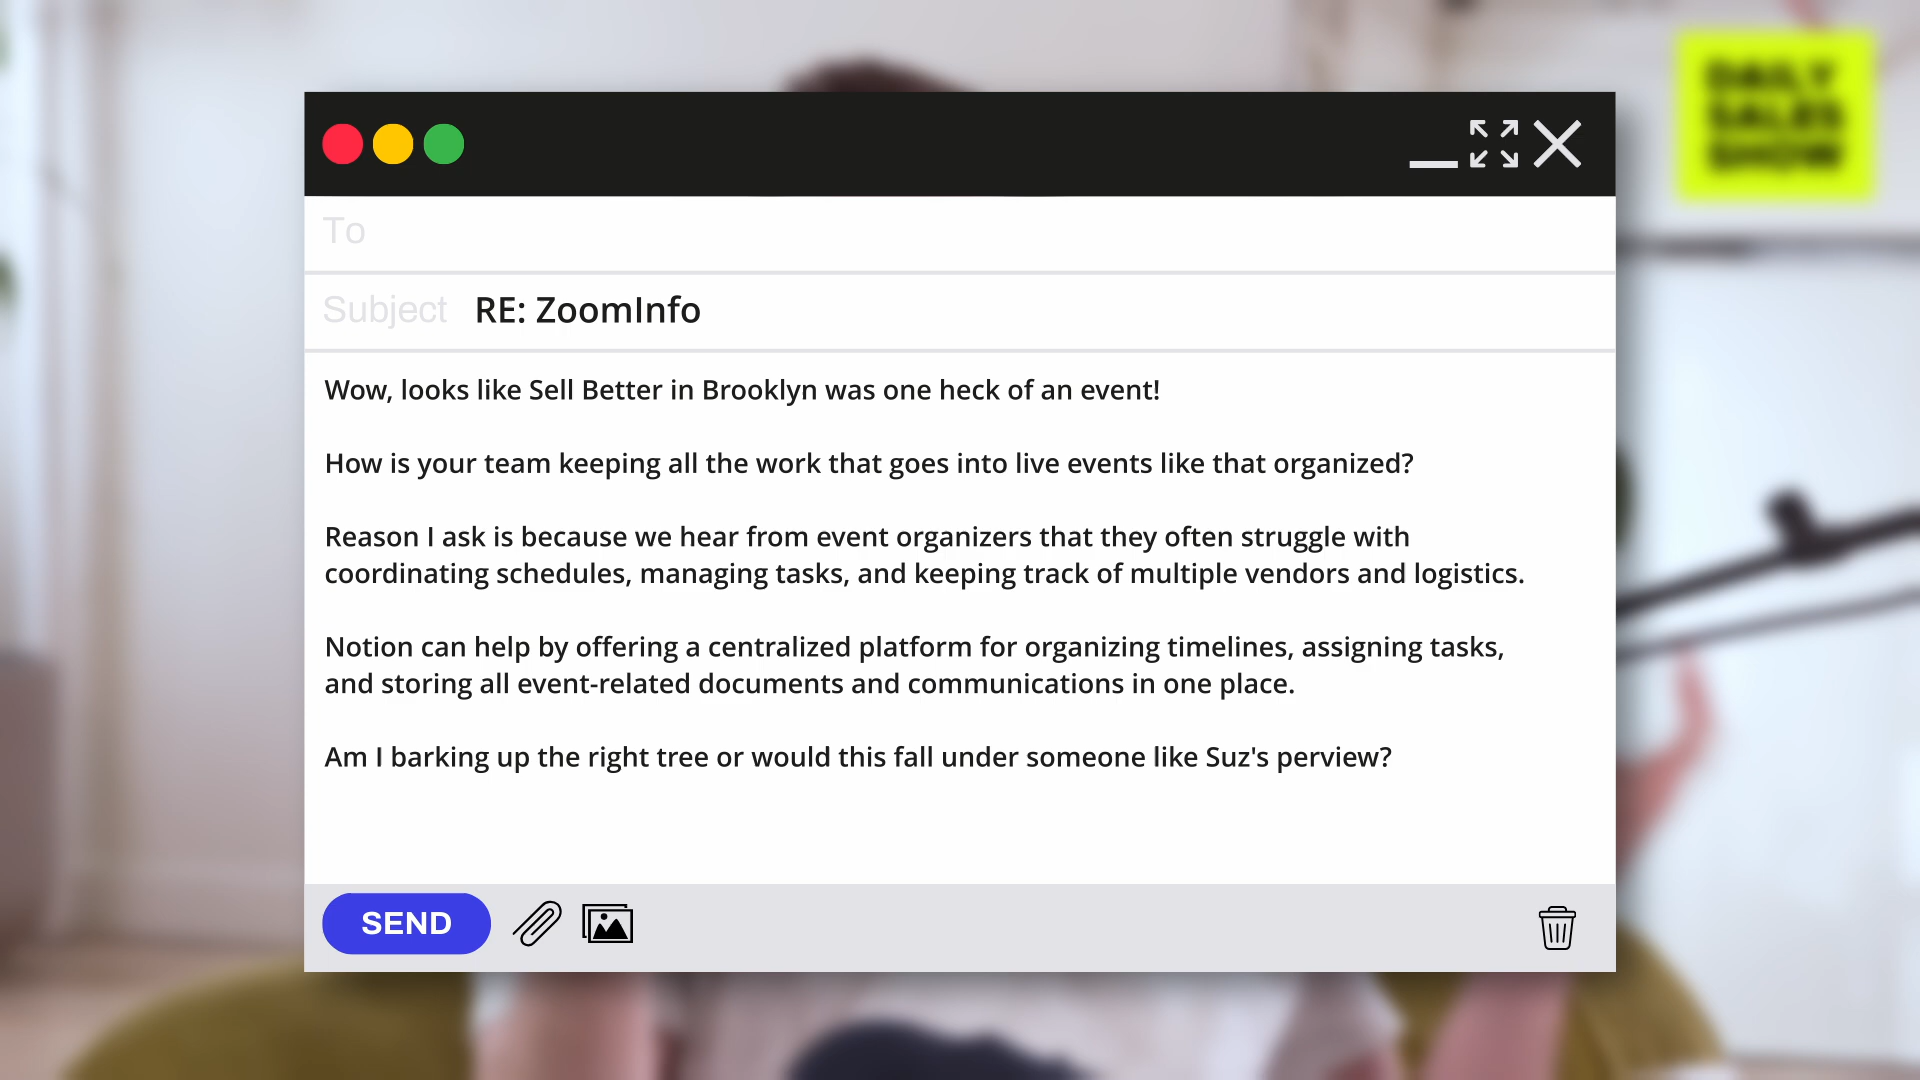 DAILY
SALES
SHOW
To
Subject RE: ZoomInfo
Wow, looks like Sell Better in Brooklyn was one heck of an event!
How is your team keeping all the work that goes into live events like that organized?
Reason I ask is because we hear from event organizers that they often struggle with
coordinating schedules, managing tasks, and keeping track of multiple vendors and logistics.
Notion can help by offering a centralized platform for organizing timelines, assigning tasks,
and storing all event-related documents and communications in one place.
Am I barking up the right tree or would this fall under someone like Suz's perview?
SEND